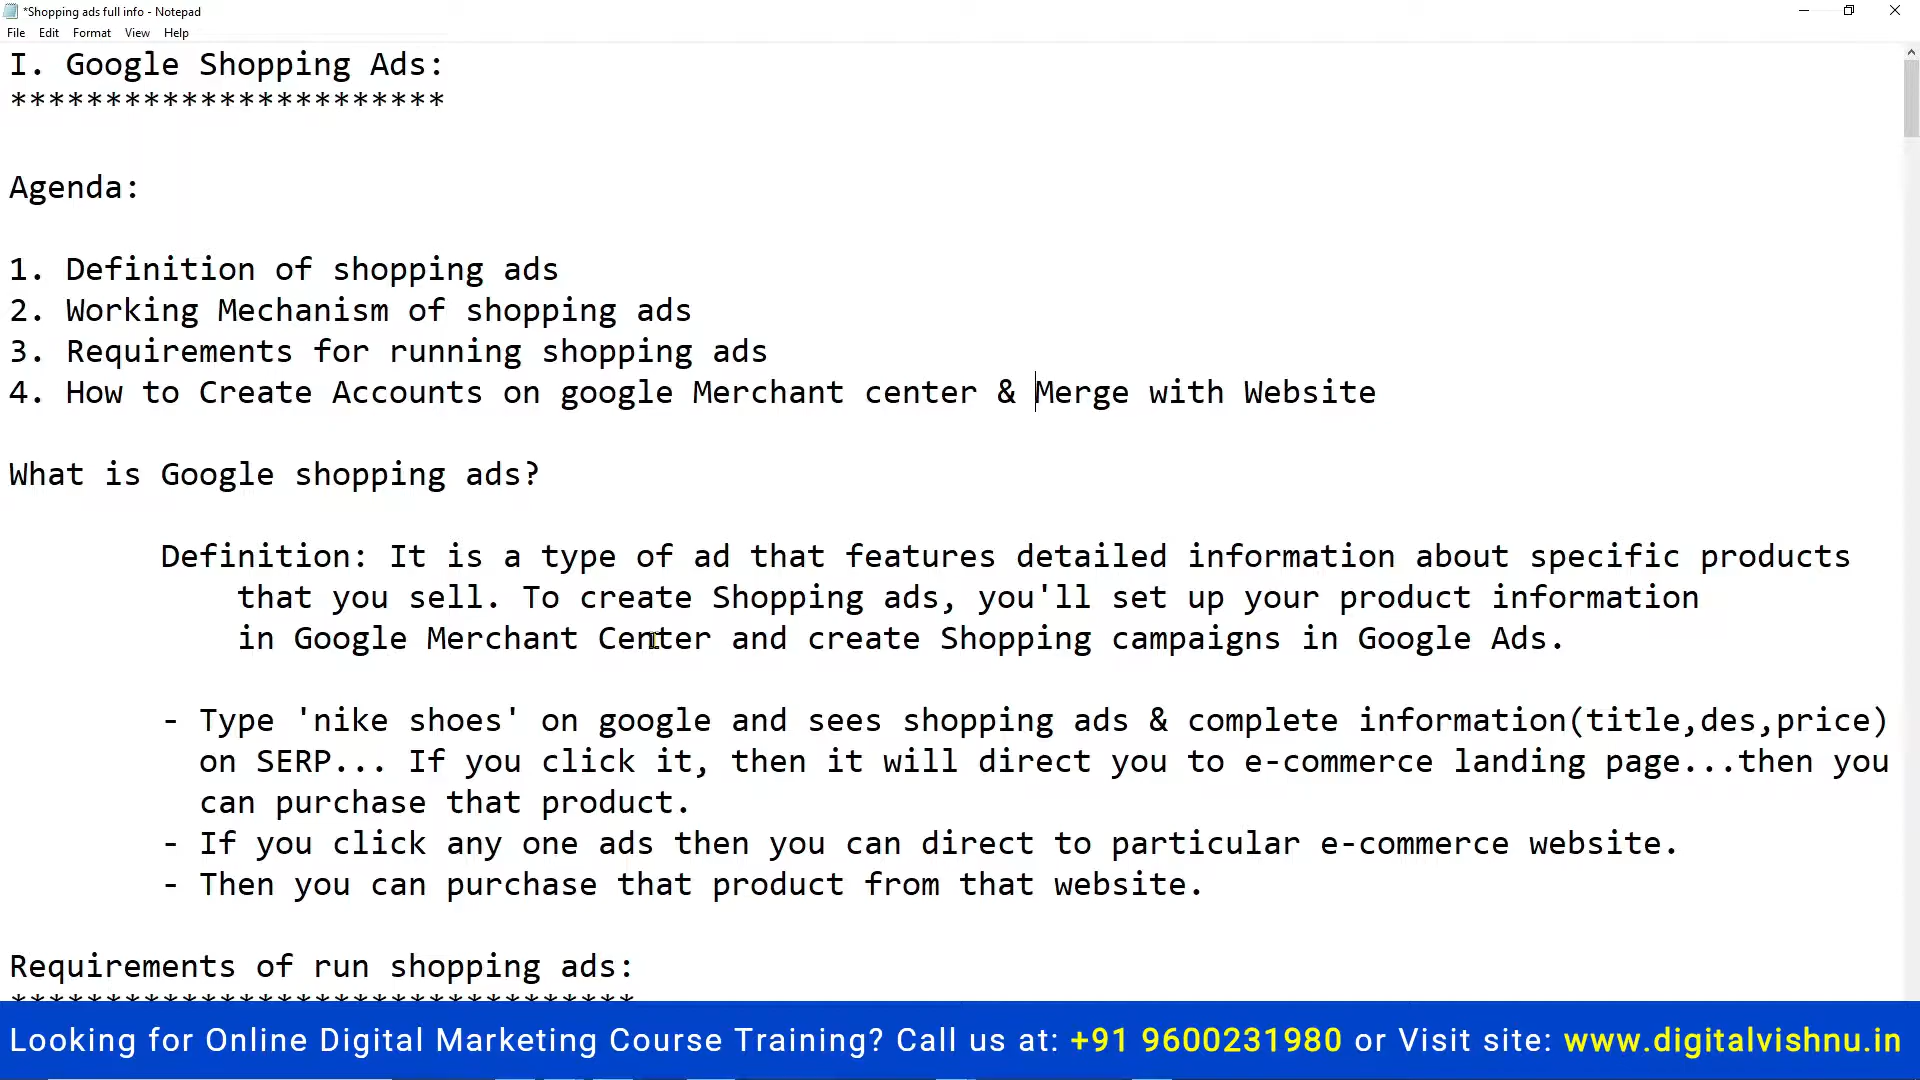 *Shopping ads full info - Notepad
File Edit Format View Help
I. Google Shopping Ads:
***********************
Agenda:
1. Definition of shopping ads
2. Working Mechanism of shopping ads
3. Requirements for running shopping ads
4. How to Create Accounts on google Merchant center & Merge with Website
What is Google shopping ads?
Definition: It is a type of ad that features detailed information about specific products
that you sell. To create Shopping ads, you'll set up your product information
in Google Merchant Center and create Shopping campaigns in Google Ads.
- Type 'nike shoes' on google and sees shopping ads & complete information(title,des,price)
on SERP... If you click it, then it will direct you to e-commerce landing page...then you
can purchase that product.
- If you click any one ads then you can direct to particular e-commerce website.
- Then you can purchase that product from that website.
Requirements of run shopping ads:
*********************************
Looking for Online Digital Marketing Course Training? Call us at: +91 9600231980 or Visit site: www.digitalvishnu.in